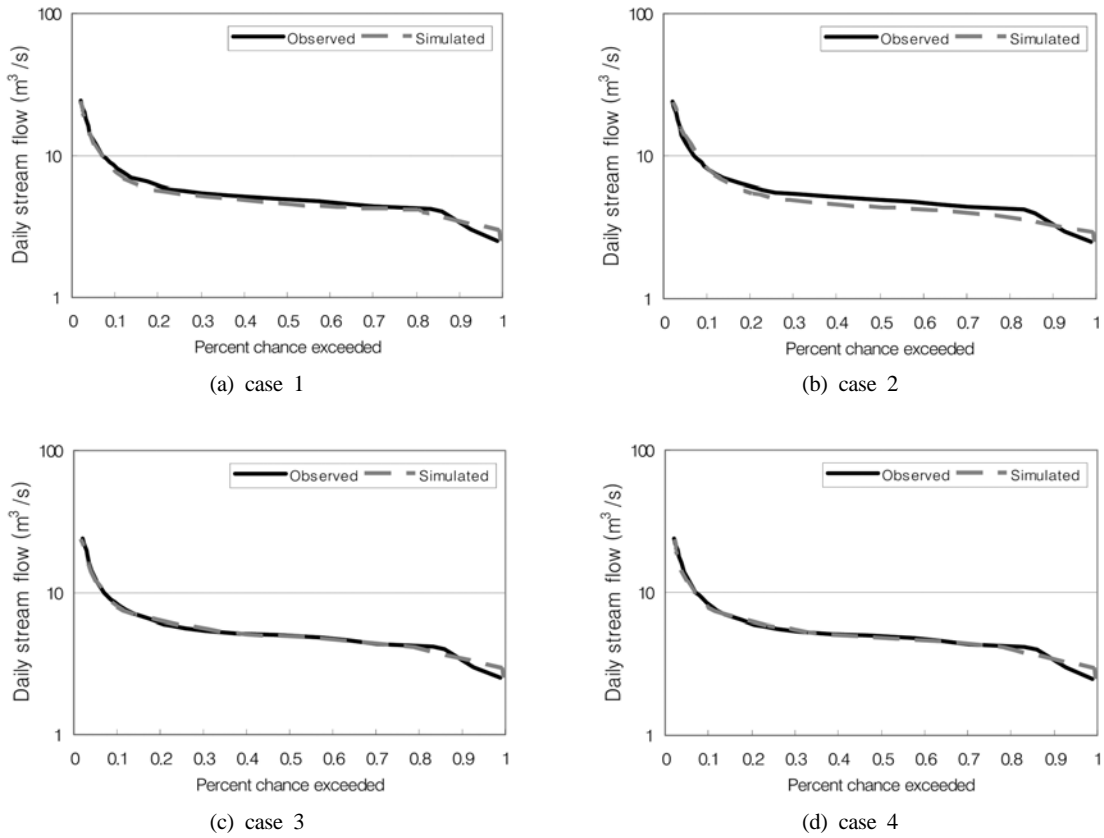 100
10
1
Daily stream flow (m³/s)
Observed
Simulated
0 0.1 0.2 0.3 0.4 0.5 0.6 0.7 0.8 0.9 1
Percent chance exceeded
(a) case 1
100
10
1
Daily stream flow (m³/s)
Observed
Simulated
0 0.1 0.2 0.3 0.4 0.5 0.6 0.7 0.8 0.9 1
Percent chance exceeded
(b) case 2
100
10
1
Daily stream flow (m³/s)
Observed
Simulated
0 0.1 0.2 0.3 0.4 0.5 0.6 0.7 0.8 0.9 1
Percent chance exceeded
(c) case 3
100
10
1
Daily stream flow (m³/s)
Observed
Simulated
0 0.1 0.2 0.3 0.4 0.5 0.6 0.7 0.8 0.9 1
Percent chance exceeded
(d) case 4